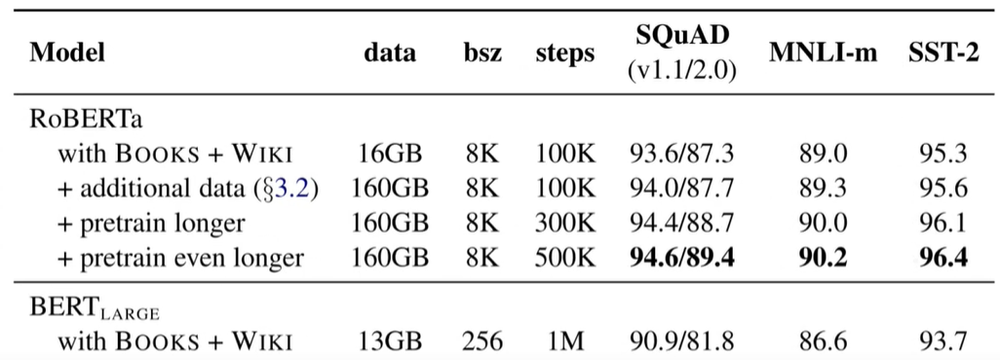 Model data bsz steps SQuAD (v1.1/2.0) MNLI-m SST-2
RoBERTa
with BOOKS + WIKI 16GB 8K 100K 93.6/87.3 89.0 95.3
+ additional data (§3.2) 160GB 8K 100K 94.0/87.7 89.3 95.6
+ pretrain longer 160GB 8K 300K 94.4/88.7 90.0 96.1
+ pretrain even longer 160GB 8K 500K 94.6/89.4 90.2 96.4
BERTLARGE
with BOOKS + WIKI 13GB 256 1M 90.9/81.8 86.6 93.7